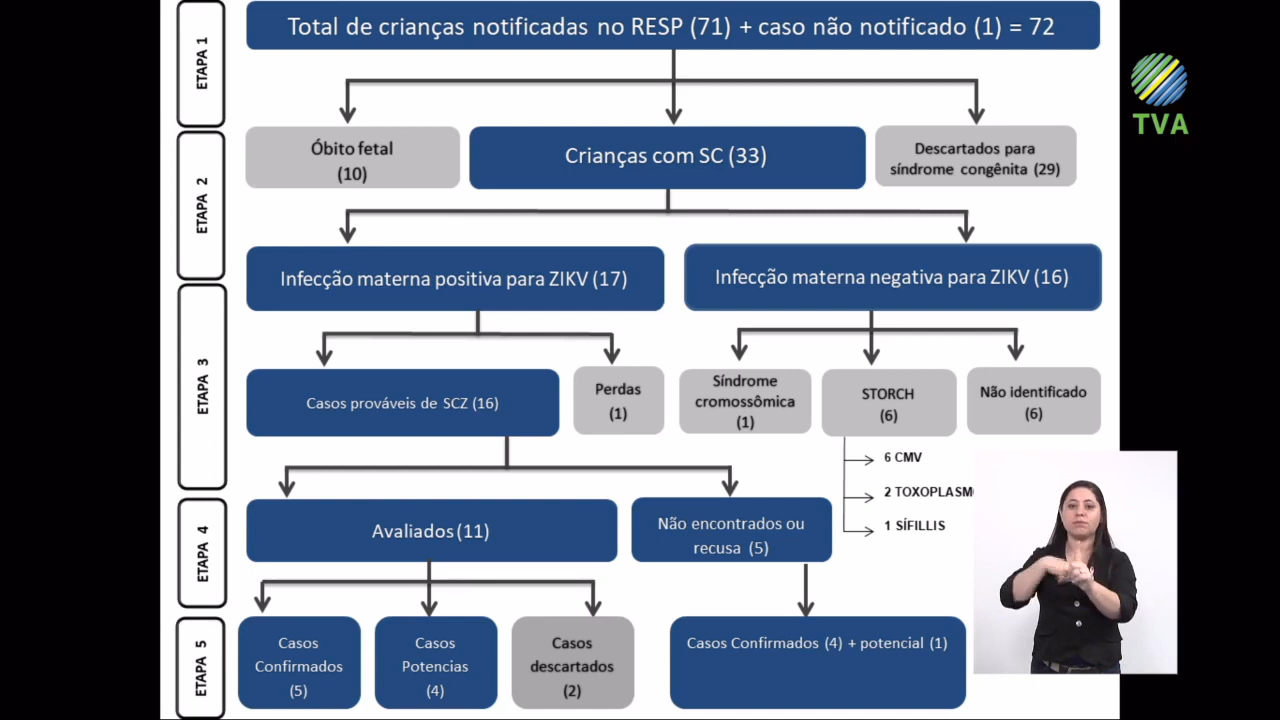 ETAPA 1
Total de crianças notificadas no RESP (71) + caso não notificado (1) = 72
TVA
ETAPA 2
Óbito fetal
(10)
Crianças com SC (33)
Descartados para
síndrome congênita (29)
Infecção materna positiva para ZIKV (17)
Infecção materna negativa para ZIKV (16)
ETAPA 3
Casos prováveis de SCZ (16)
Perdas
(1)
Síndrome
cromossômica
(1)
STORCH
(6)
Não identificado
(6)
6 CMV
2 TOXOPLASM
1 SÍFILLIS
ETAPA 4
Avaliados (11)
Não encontrados ou
recusa (5)
ETAPA 5
Casos
Confirmados
(5)
Casos
Potencias
(4)
Casos
descartados
(2)
Casos Confirmados (4) + potencial (1)